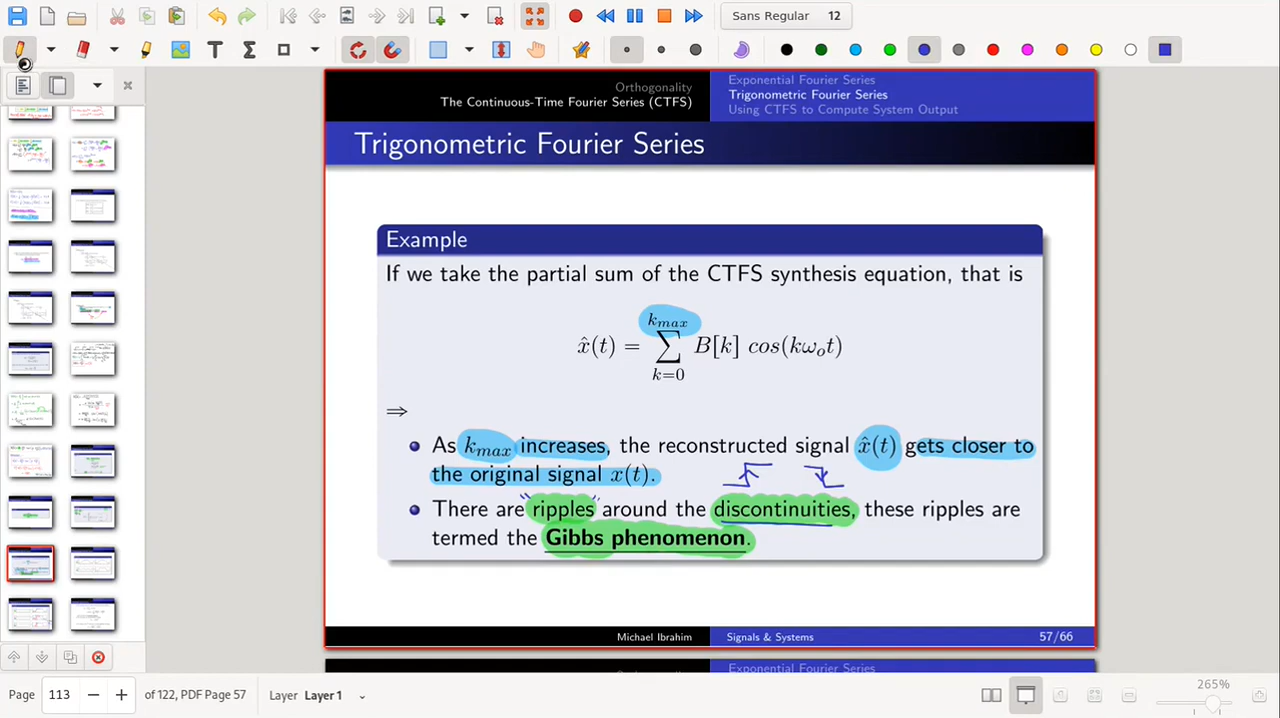 Sans Regular 12
Orthogonality
The Continuous-Time Fourier Series (CTFS)
Exponential Fourier Series
Trigonometric Fourier Series
Using CTFS to Compute System Output
Trigonometric Fourier Series
Example
If we take the partial sum of the CTFS synthesis equation, that is
x̂(t) = ∑_{k=0}^{k_{max}} B[k] cos(kω_o t)
⇒
• As k_{max} increases, the reconstructed signal x̂(t) gets closer to
the original signal x(t).
• There are "ripples" around the discontinuities, these ripples are
termed the Gibbs phenomenon.
Michael Ibrahim Signals & Systems 57/66
Exponential Fourier Series
Page 113 of 122, PDF Page 57 Layer Layer 1 265%